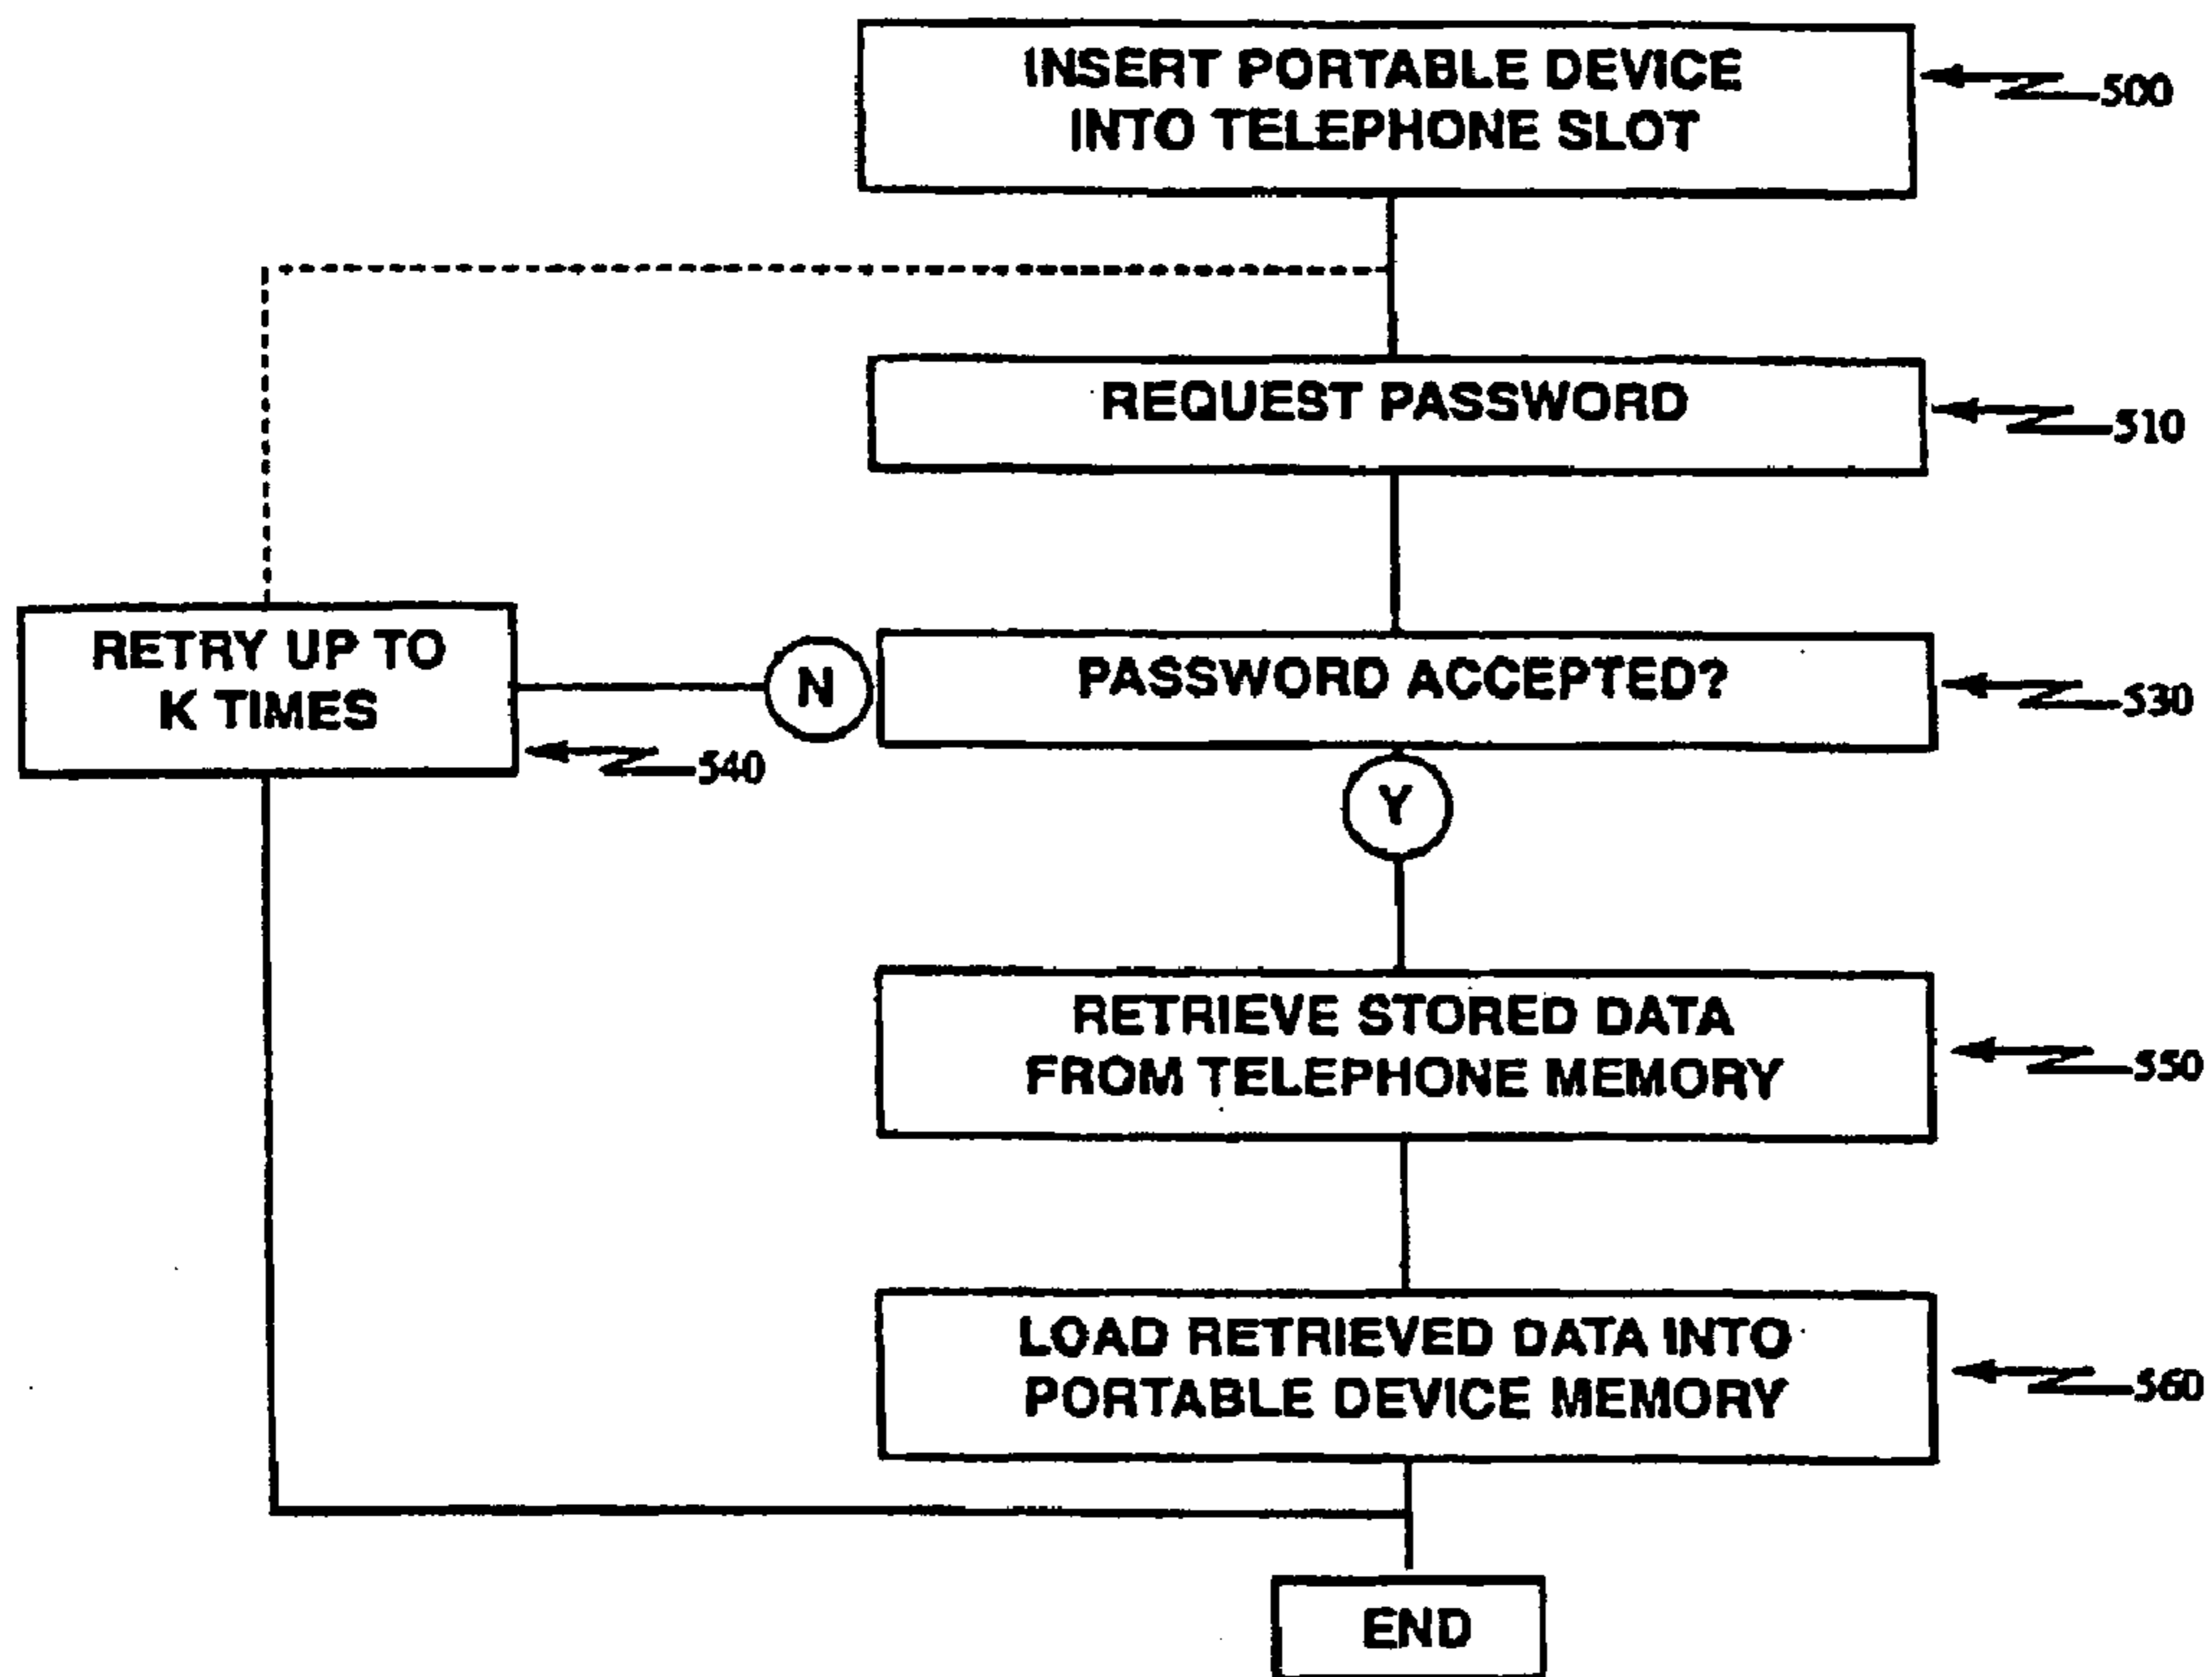 INSERT PORTABLE DEVICE
INTO TELEPHONE SLOT
500
REQUEST PASSWORD
510
RETRY UP TO
K TIMES
540
N
PASSWORD ACCEPTED?
530
Y
RETRIEVE STORED DATA
FROM TELEPHONE MEMORY
550
LOAD RETRIEVED DATA INTO
PORTABLE DEVICE MEMORY
560
END